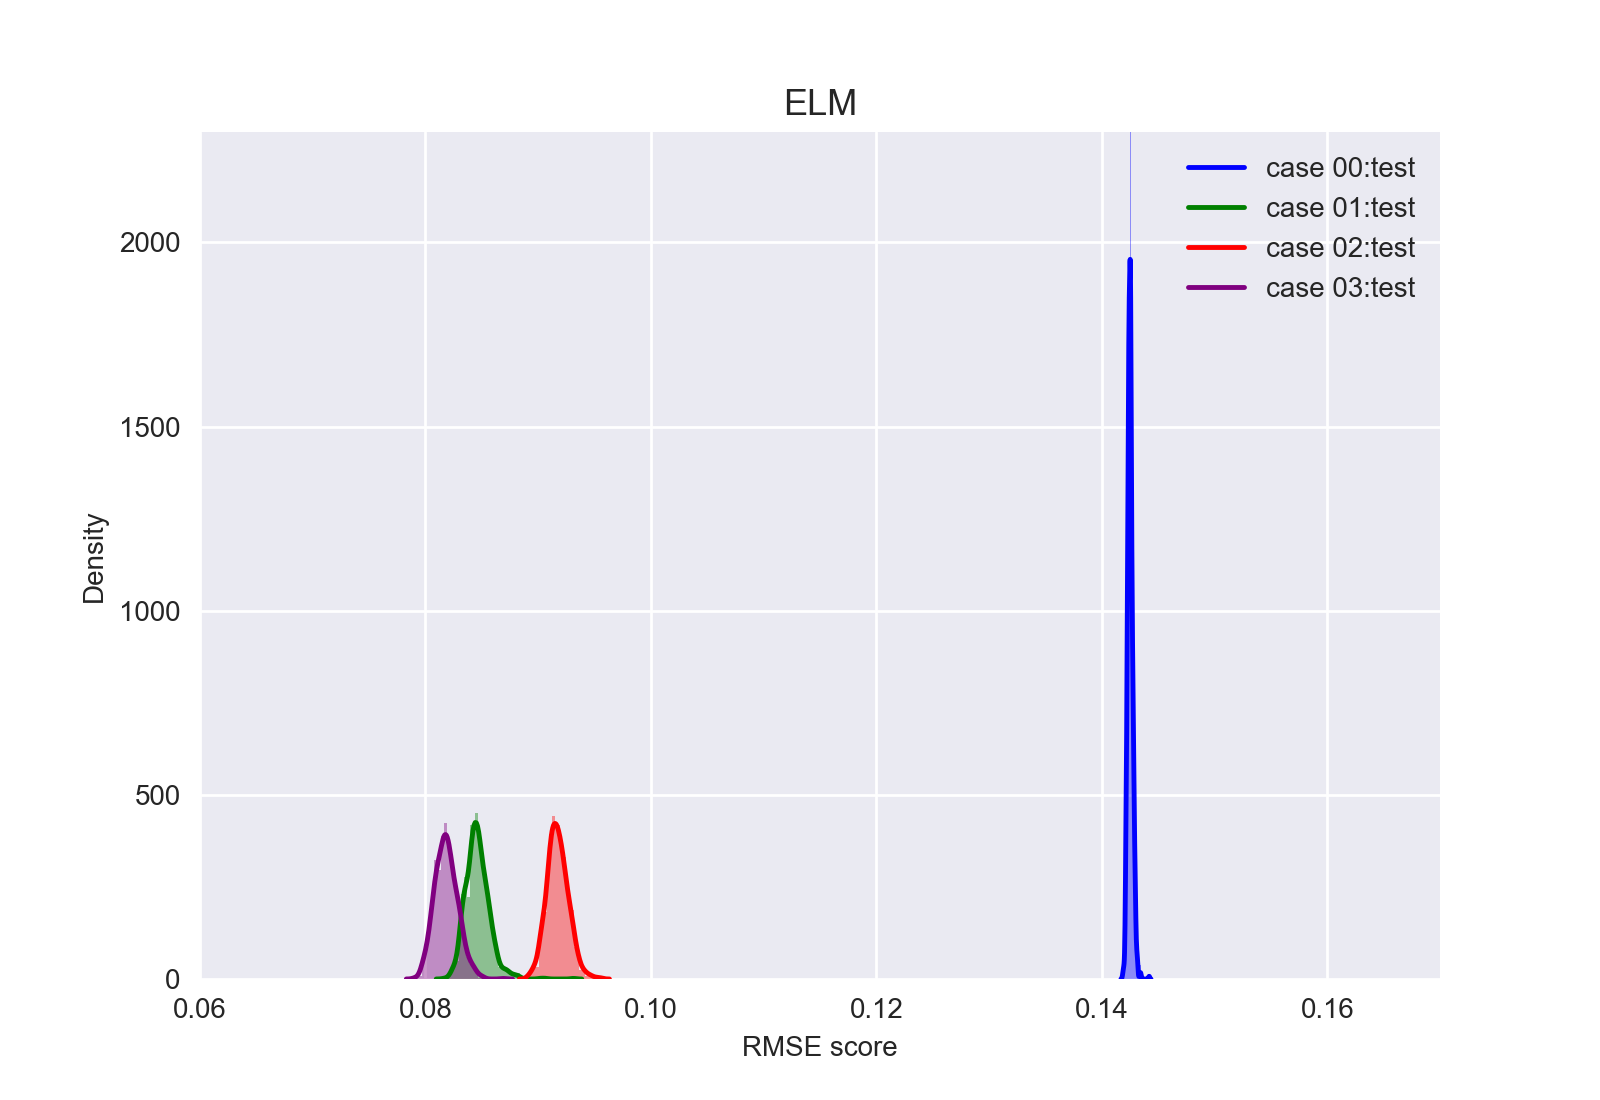 ELM
case 00:test
case 01:test
case 02:test
case 03:test
2000
1500
1000
500
0
Density
0.06 0.08 0.10 0.12 0.14 0.16
RMSE score